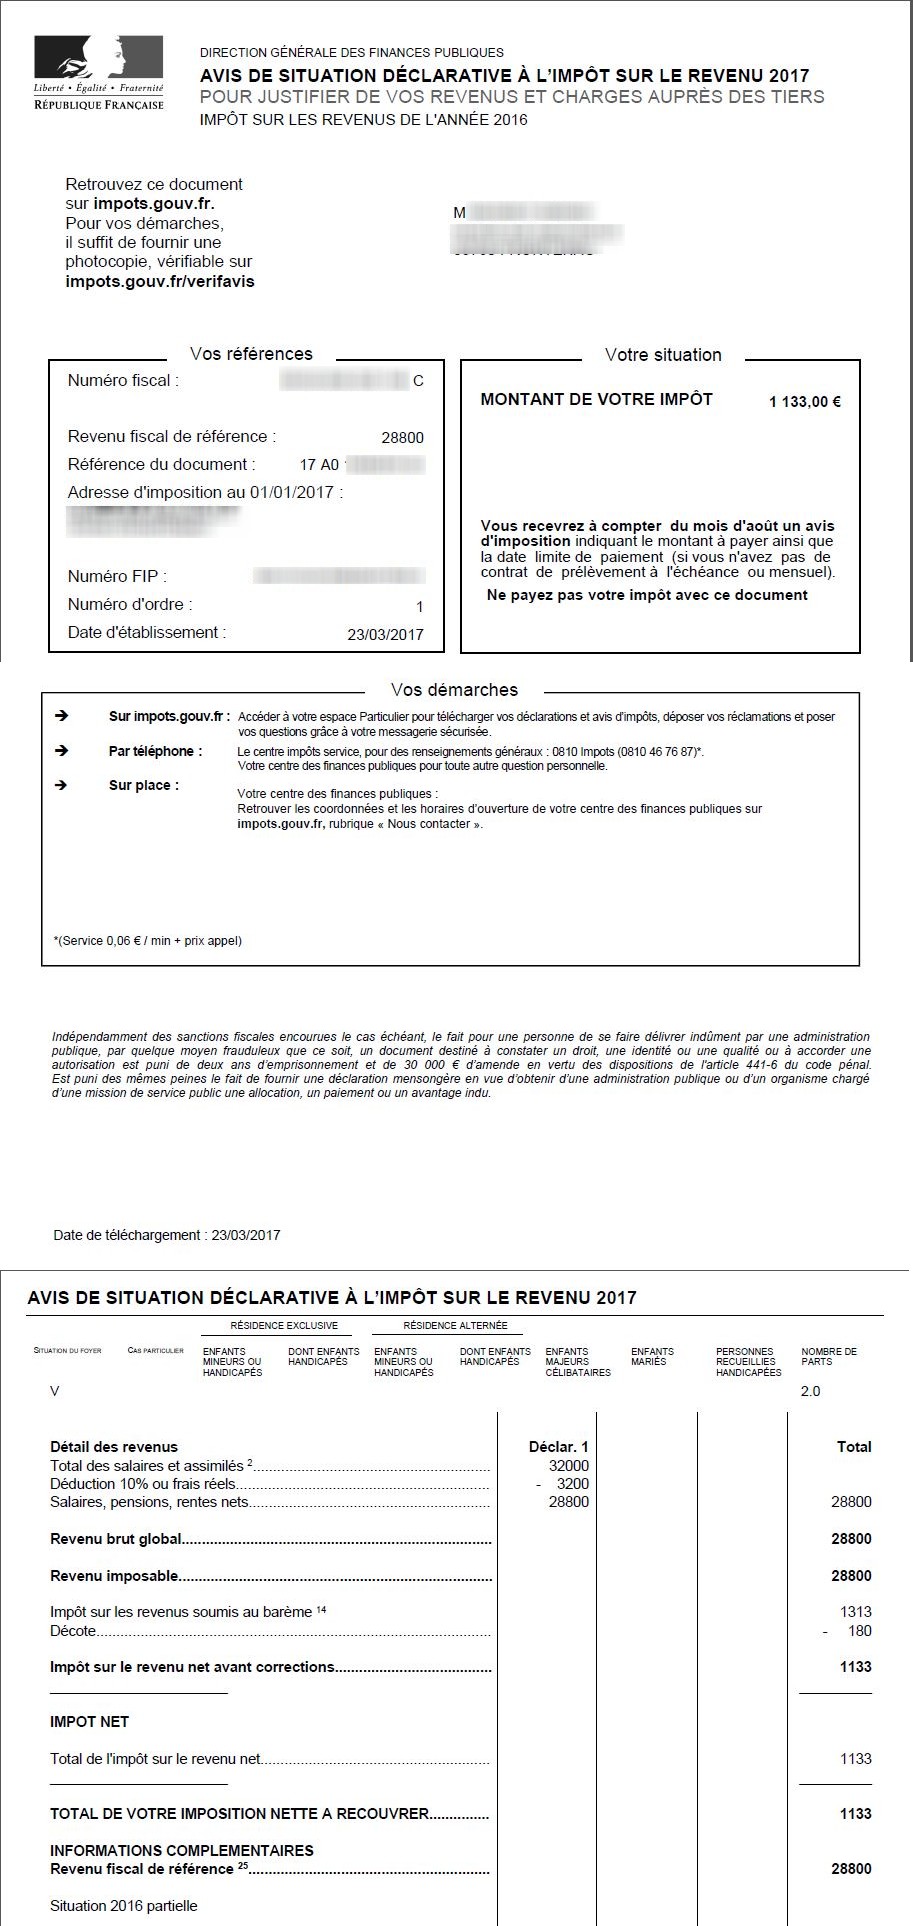 Liberté • Égalité • Fraternité
RÉPUBLIQUE FRANÇAISE
DIRECTION GÉNÉRALE DES FINANCES PUBLIQUES
AVIS DE SITUATION DÉCLARATIVE À L'IMPÔT SUR LE REVENU 2017
POUR JUSTIFIER DE VOS REVENUS ET CHARGES AUPRÈS DES TIERS
IMPÔT SUR LES REVENUS DE L'ANNÉE 2016
Retrouvez ce document
sur impots.gouv.fr.
Pour vos démarches,
il suffit de fournir une
photocopie, vérifiable sur
impots.gouv.fr/verifavis
M
Vos références
Numéro fiscal : C
Revenu fiscal de référence : 28800
Référence du document : 17 A0
Adresse d'imposition au 01/01/2017 :
Numéro FIP :
Numéro d'ordre : 1
Date d'établissement : 23/03/2017
Votre situation
MONTANT DE VOTRE IMPÔT 1 133,00 €
Vous recevrez à compter du mois d'août un avis
d'imposition indiquant le montant à payer ainsi que
la date limite de paiement (si vous n'avez pas de
contrat de prélèvement à l'échéance ou mensuel).
Ne payez pas votre impôt avec ce document
Vos démarches
➔ Sur impots.gouv.fr : Accéder à votre espace Particulier pour télécharger vos déclarations et avis d'impôts, déposer vos réclamations et poser
vos questions grâce à votre messagerie sécurisée.
➔ Par téléphone : Le centre impôts service, pour des renseignements généraux : 0810 Impots (0810 46 76 87)*.
Votre centre des finances publiques pour toute autre question personnelle.
➔ Sur place :
Votre centre des finances publiques :
Retrouver les coordonnées et les horaires d'ouverture de votre centre des finances publiques sur
impots.gouv.fr, rubrique « Nous contacter ».
*(Service 0,06 € / min + prix appel)
Indépendamment des sanctions fiscales encourues le cas échéant, le fait pour une personne de se faire délivrer indûment par une administration
publique, par quelque moyen frauduleux que ce soit, un document destiné à constater un droit, une identité ou une qualité ou à accorder une
autorisation est puni de deux ans d'emprisonnement et de 30 000 € d'amende en vertu des dispositions de l'article 441-6 du code pénal.
Est puni des mêmes peines le fait de fournir une déclaration mensongère en vue d'obtenir d'une administration publique ou d'un organisme chargé
d'une mission de service public une allocation, un paiement ou un avantage indu.
Date de téléchargement : 23/03/2017
AVIS DE SITUATION DÉCLARATIVE À L'IMPÔT SUR LE REVENU 2017
RÉSIDENCE EXCLUSIVE RÉSIDENCE ALTERNÉE
SITUATION DU FOYER CAS PARTICULIER ENFANTS DONT ENFANTS ENFANTS DONT ENFANTS ENFANTS ENFANTS PERSONNES NOMBRE DE
MINEURS OU HANDICAPÉS MINEURS OU HANDICAPÉS MAJEURS MARIÉS RECUEILLIES PARTS
HANDICAPÉS HANDICAPÉS CÉLIBATAIRES HANDICAPÉES
V 2.0
Détail des revenus Déclar. 1 Total
Total des salaires et assimilés 2 32000
Déduction 10% ou frais réels - 3200
Salaires, pensions, rentes nets 28800 28800
Revenu brut global 28800
Revenu imposable 28800
Impôt sur les revenus soumis au barème 14 1313
Décote - 180
Impôt sur le revenu net avant corrections 1133
IMPOT NET
Total de l'impôt sur le revenu net 1133
TOTAL DE VOTRE IMPOSITION NETTE A RECOUVRER 1133
INFORMATIONS COMPLEMENTAIRES
Revenu fiscal de référence 25 28800
Situation 2016 partielle